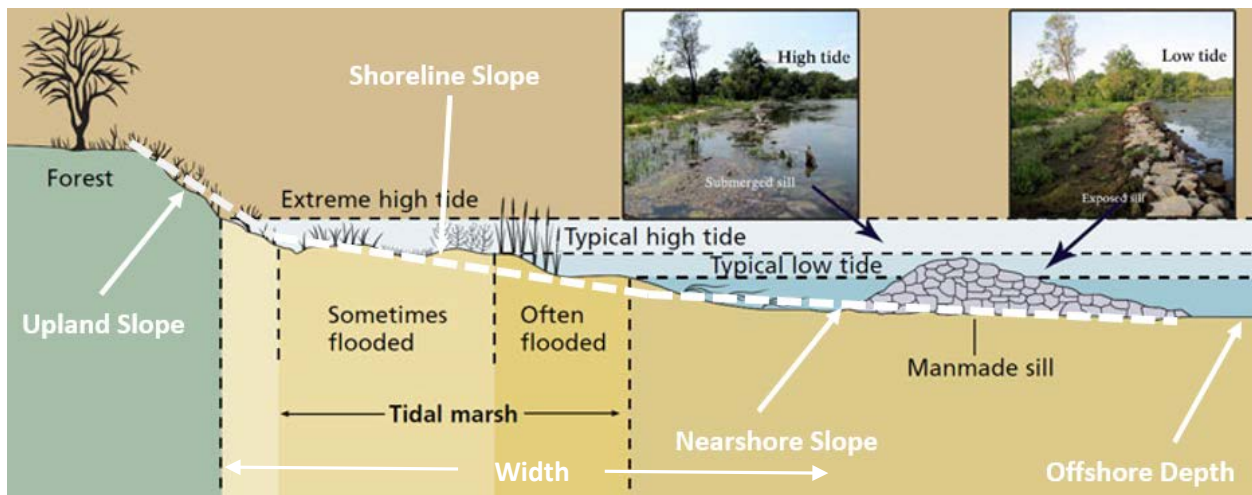 Shoreline Slope
High tide
Low tide
Forest
Submerged sill
Exposed sill
Extreme high tide
Typical high tide
Typical low tide
Upland Slope
Sometimes
flooded
Often
flooded
Manmade sill
Tidal marsh
Nearshore Slope
Width
Offshore Depth